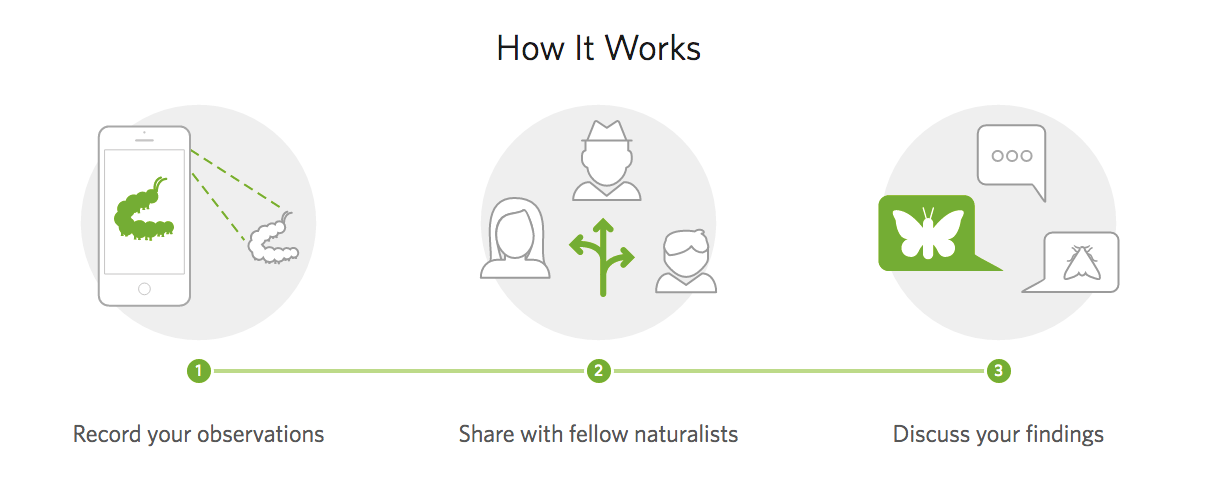 How It Works
1
2
3
Record your observations
Share with fellow naturalists
Discuss your findings